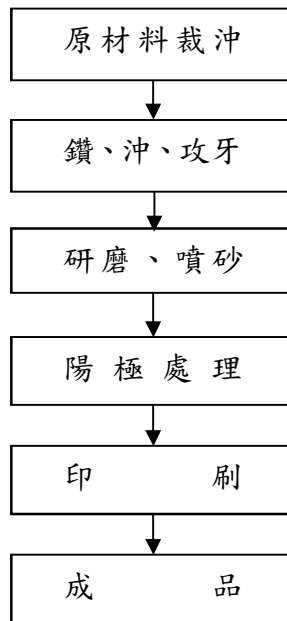 原材料裁沖
鑽、沖、攻牙
研磨、噴砂
陽極處理
印刷
成品